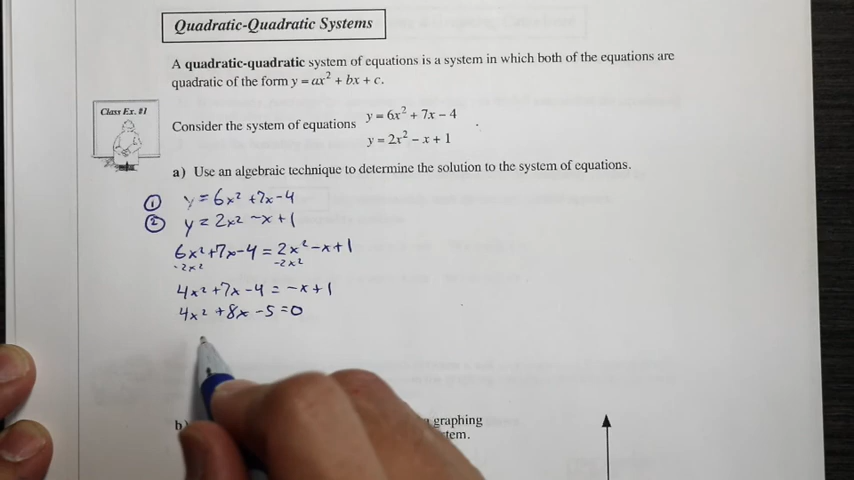 Quadratic-Quadratic Systems
A quadratic-quadratic system of equations is a system in which both of the equations are
quadratic of the form y = ax² + bx + c.
Class Ex. #1
Consider the system of equations
y = 6x² + 7x − 4
y = 2x² − x + 1
.
a) Use an algebraic technique to determine the solution to the system of equations.
① y = 6x² + 7x - 4
② y = 2x² - x + 1
6x² + 7x - 4 = 2x² - x + 1
-2x² -2x²
4x² + 7x - 4 = -x + 1
4x² + 8x - 5 = 0
b) graphing